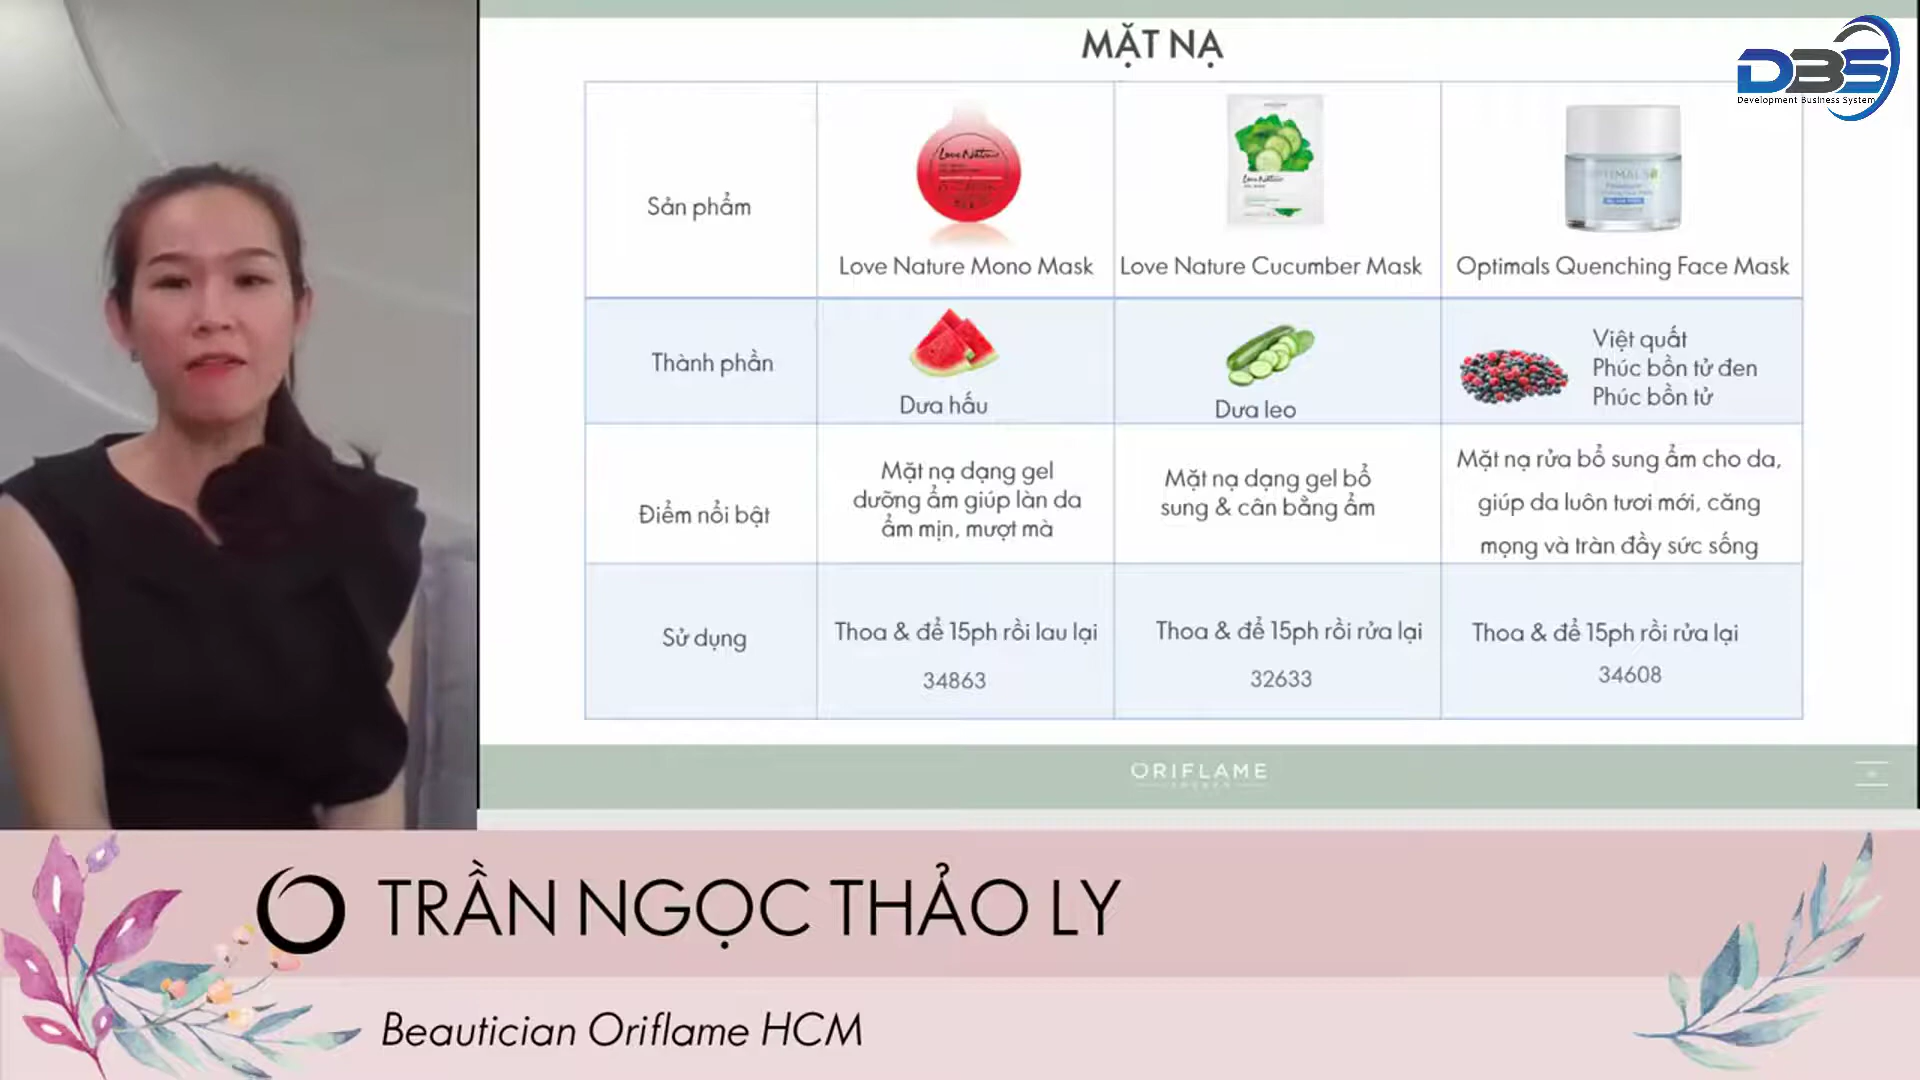 MẶT NẠ
DBS
Development Business System
Sản phẩm
Love Nature
Love Nature
OPTIMALS
Love Nature Mono Mask
Love Nature Cucumber Mask
Optimals Quenching Face Mask
Thành phần
Dưa hấu
Dưa leo
Việt quất
Phúc bồn tử đen
Phúc bồn tử
Điểm nổi bật
Mặt nạ dạng gel
dưỡng ẩm giúp làn da
ẩm mịn, mượt mà
Mặt nạ dạng gel bổ
sung & cân bằng ẩm
Mặt nạ rửa bổ sung ẩm cho da,
giúp da luôn tươi mới, căng
mọng và tràn đầy sức sống
Sử dụng
Thoa & để 15ph rồi lau lại
34863
Thoa & để 15ph rồi rửa lại
32633
Thoa & để 15ph rồi rửa lại
34608
ORIFLAME
TRẦN NGỌC THẢO LY
Beautician Oriflame HCM